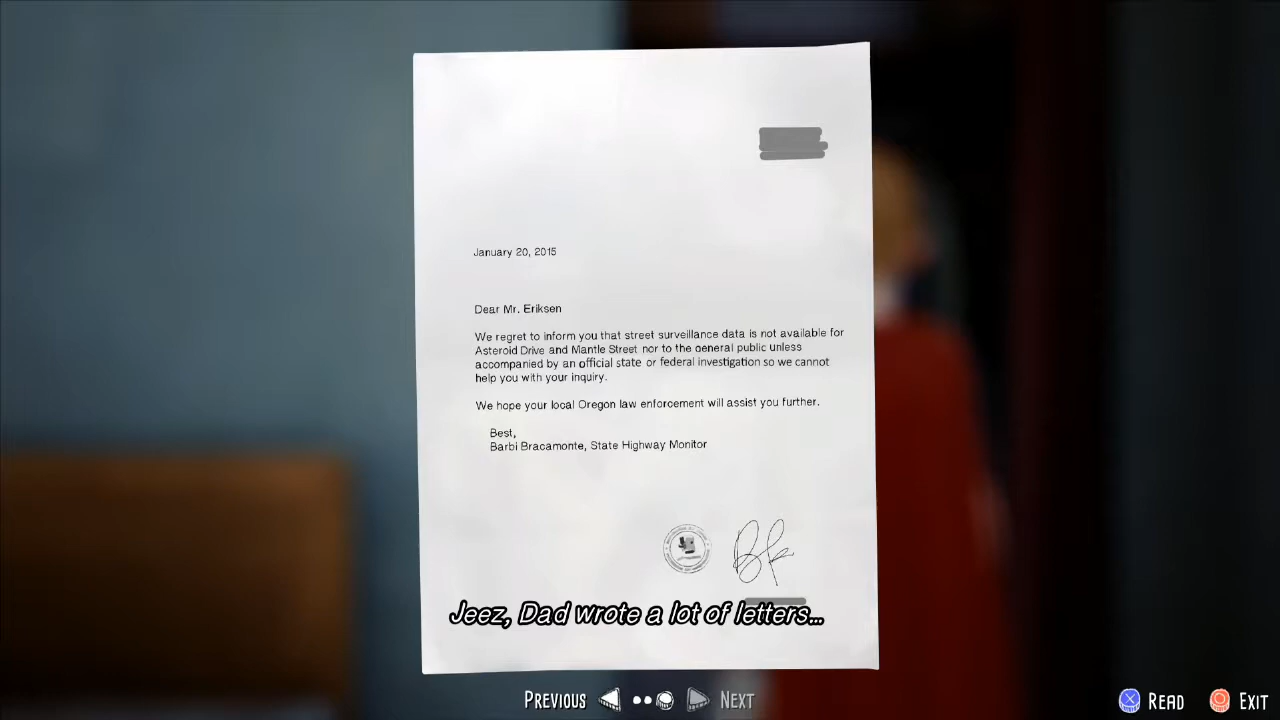 January 20, 2015
Dear Mr. Eriksen
We regret to inform you that street surveillance data is not available for
Asteroid Drive and Mantle Street nor to the general public unless
accompanied by an official state or federal investigation so we cannot
help you with your inquiry.
We hope your local Oregon law enforcement will assist you further.
Best,
Barbi Bracamonte, State Highway Monitor
Jeez, Dad wrote a lot of letters...
PREVIOUS
NEXT
READ
EXIT